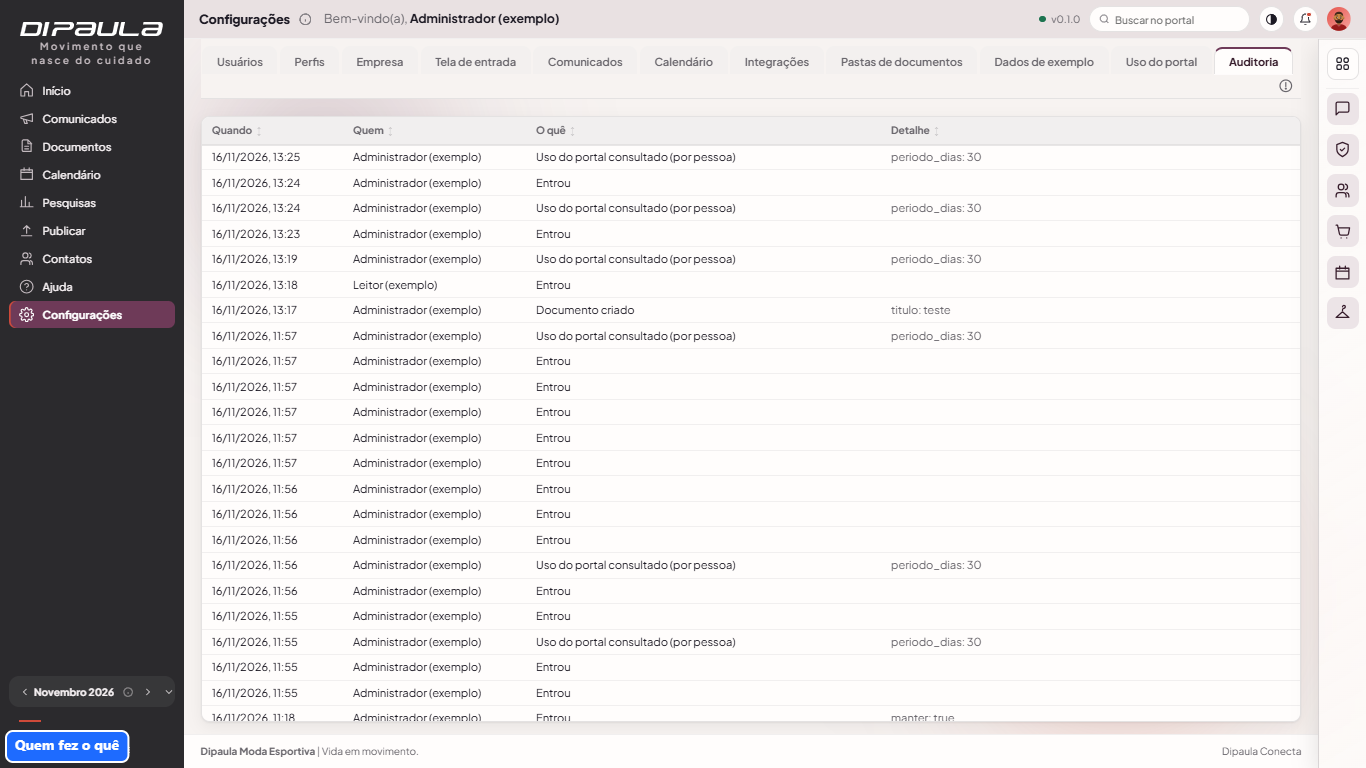 DIPAULA
Movimento que
nasce do cuidado
Início
Comunicados
Documentos
Calendário
Pesquisas
Publicar
Contatos
Ajuda
Configurações
Novembro 2026
Quem fez o quê
Configurações Bem-vindo(a), Administrador (exemplo)
v0.1.0
Buscar no portal
Usuários Perfis Empresa Tela de entrada Comunicados Calendário Integrações Pastas de documentos Dados de exemplo Uso do portal Auditoria
Quando Quem O quê Detalhe
16/11/2026, 13:25 Administrador (exemplo) Uso do portal consultado (por pessoa) periodo_dias: 30
16/11/2026, 13:24 Administrador (exemplo) Entrou
16/11/2026, 13:24 Administrador (exemplo) Uso do portal consultado (por pessoa) periodo_dias: 30
16/11/2026, 13:23 Administrador (exemplo) Entrou
16/11/2026, 13:19 Administrador (exemplo) Uso do portal consultado (por pessoa) periodo_dias: 30
16/11/2026, 13:18 Leitor (exemplo) Entrou
16/11/2026, 13:17 Administrador (exemplo) Documento criado titulo: teste
16/11/2026, 11:57 Administrador (exemplo) Uso do portal consultado (por pessoa) periodo_dias: 30
16/11/2026, 11:57 Administrador (exemplo) Entrou
16/11/2026, 11:57 Administrador (exemplo) Entrou
16/11/2026, 11:57 Administrador (exemplo) Entrou
16/11/2026, 11:57 Administrador (exemplo) Entrou
16/11/2026, 11:57 Administrador (exemplo) Entrou
16/11/2026, 11:56 Administrador (exemplo) Entrou
16/11/2026, 11:56 Administrador (exemplo) Entrou
16/11/2026, 11:56 Administrador (exemplo) Entrou
16/11/2026, 11:56 Administrador (exemplo) Uso do portal consultado (por pessoa) periodo_dias: 30
16/11/2026, 11:56 Administrador (exemplo) Entrou
16/11/2026, 11:55 Administrador (exemplo) Entrou
16/11/2026, 11:55 Administrador (exemplo) Uso do portal consultado (por pessoa) periodo_dias: 30
16/11/2026, 11:55 Administrador (exemplo) Entrou
16/11/2026, 11:55 Administrador (exemplo) Entrou
16/11/2026, 11:18 Administrador (exemplo) Entrou manter: true
Dipaula Moda Esportiva | Vida em movimento.
Dipaula Conecta